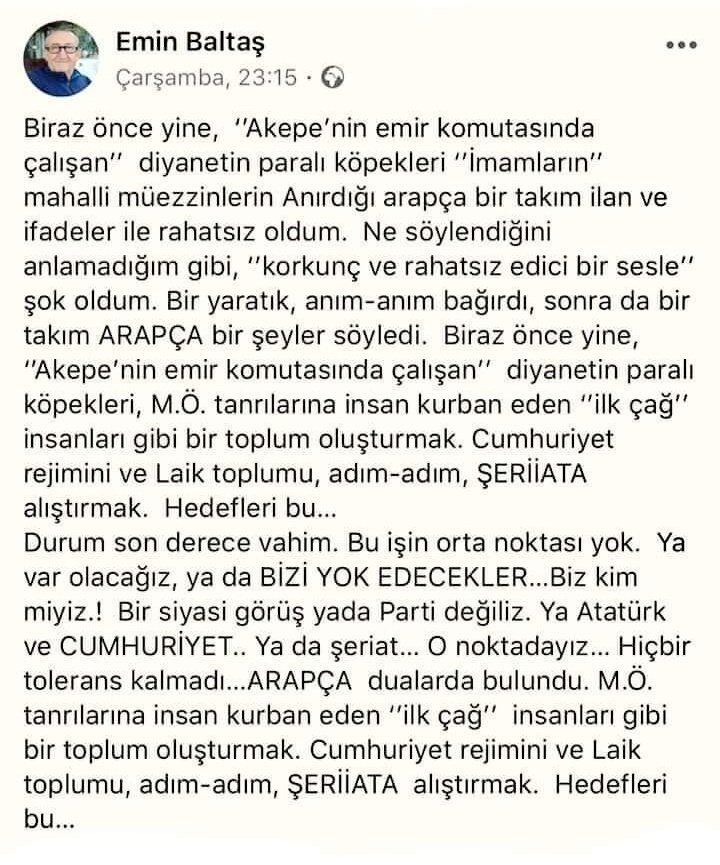 Emin Baltaş
Çarşamba, 23:15 ·
Biraz önce yine,  ‘‘Akepe’nin emir komutasında
çalışan’’  diyanetin paralı köpekleri ‘‘İmamların’’
mahalli müezzinlerin Anırdığı arapça bir takım ilan ve
ifadeler ile rahatsız oldum.  Ne söylendiğini
anlamadığım gibi, ‘‘korkunç ve rahatsız edici bir sesle’’
şok oldum. Bir yaratık, anım-anım bağırdı, sonra da bir
takım ARAPÇA bir şeyler söyledi.  Biraz önce yine,
‘‘Akepe’nin emir komutasında çalışan’’  diyanetin paralı
köpekleri, M.Ö. tanrılarına insan kurban eden ‘‘ilk çağ’’
insanları gibi bir toplum oluşturmak. Cumhuriyet
rejimini ve Laik toplumu, adım-adım, ŞERİİATA
alıştırmak.  Hedefleri bu...
Durum son derece vahim. Bu işin orta noktası yok.  Ya
var olacağız, ya da BİZİ YOK EDECEKLER...Biz kim
miyiz.!  Bir siyasi görüş yada Parti değiliz. Ya Atatürk
ve CUMHURİYET.. Ya da şeriat... O noktadayız... Hiçbir
tolerans kalmadı...ARAPÇA  dualarda bulundu. M.Ö.
tanrılarına insan kurban eden ‘‘ilk çağ’’  insanları gibi
bir toplum oluşturmak. Cumhuriyet rejimini ve Laik
toplumu, adım-adım, ŞERİİATA  alıştırmak.  Hedefleri
bu...